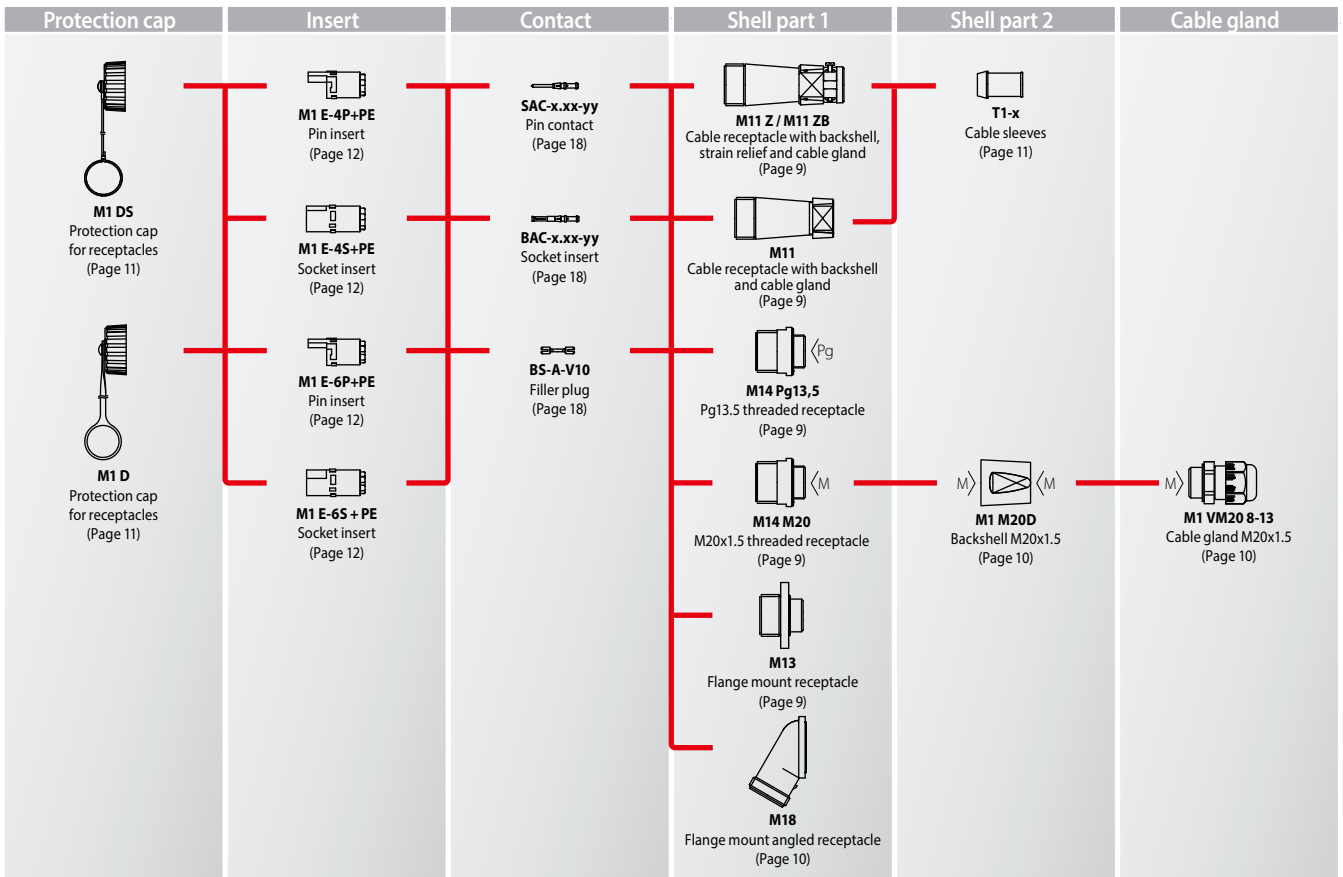 Protection cap
Insert
Contact
Shell part 1
Shell part 2
Cable gland
M1 DS
Protection cap
for receptacles
(Page 11)
M1 D
Protection cap
for receptacles
(Page 11)
M1 E-4P+PE
Pin insert
(Page 12)
M1 E-4S+PE
Socket insert
(Page 12)
M1 E-6P+PE
Pin insert
(Page 12)
M1 E-6S + PE
Socket insert
(Page 12)
SAC-x.xx-yy
Pin contact
(Page 18)
BAC-x.xx-yy
Socket insert
(Page 18)
BS-A-V10
Filler plug
(Page 18)
M11 Z / M11 ZB
Cable receptacle with backshell,
strain relief and cable gland
(Page 9)
M11
Cable receptacle with backshell
and cable gland
(Page 9)
Pg
M14 Pg13,5
Pg13.5 threaded receptacle
(Page 9)
M
M14 M20
M20x1.5 threaded receptacle
(Page 9)
M13
Flange mount receptacle
(Page 9)
M18
Flange mount angled receptacle
(Page 10)
T1-x
Cable sleeves
(Page 11)
M M
M1 M20D
Backshell M20x1.5
(Page 10)
M
M1 VM20 8-13
Cable gland M20x1.5
(Page 10)